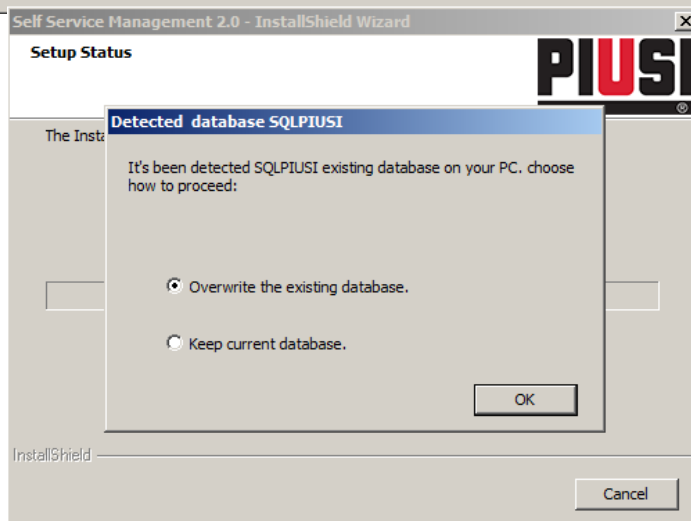 Self Service Management 2.0 - InstallShield Wizard
Setup Status
PIUSI
®
Detected database SQLPIUSI
The Insta
It's been detected SQLPIUSI existing database on your PC. choose
how to proceed:
Overwrite the existing database.
Keep current database.
OK
InstallShield
Cancel